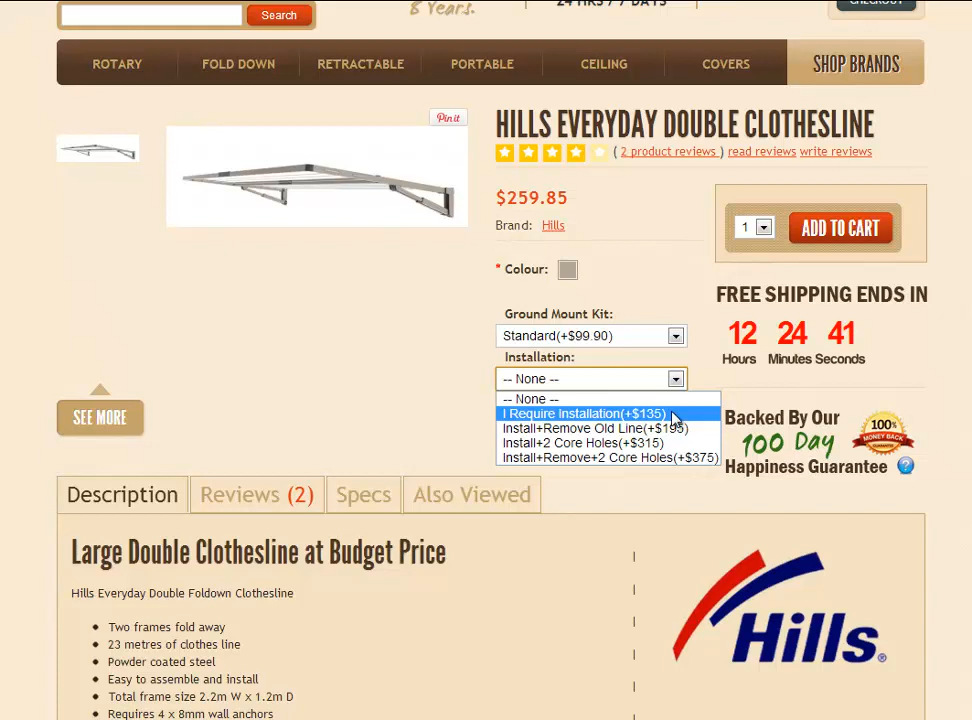 8 Years.
24 HRS / 7 DAYS
CHECKOUT
Search
ROTARY
FOLD DOWN
RETRACTABLE
PORTABLE
CEILING
COVERS
SHOP BRANDS
Pin it
HILLS EVERYDAY DOUBLE CLOTHESLINE
( 2 product reviews ) read reviews write reviews
$259.85
Brand: Hills
1
ADD TO CART
* Colour:
FREE SHIPPING ENDS IN
12 24 41
Hours Minutes Seconds
Ground Mount Kit:
Standard(+$99.90)
Installation:
-- None --
-- None --
I Require Installation(+$135)
Install+Remove Old Line(+$195)
Install+2 Core Holes(+$315)
Install+Remove+2 Core Holes(+$375)
SEE MORE
Backed By Our
100 Day
Happiness Guarantee
100%
MONEY BACK
?
Description
Reviews (2)
Specs
Also Viewed
Large Double Clothesline at Budget Price
Hills Everyday Double Foldown Clothesline
Two frames fold away
23 metres of clothes line
Powder coated steel
Easy to assemble and install
Total frame size 2.2m W x 1.2m D
Requires 4 x 8mm wall anchors
Hills®